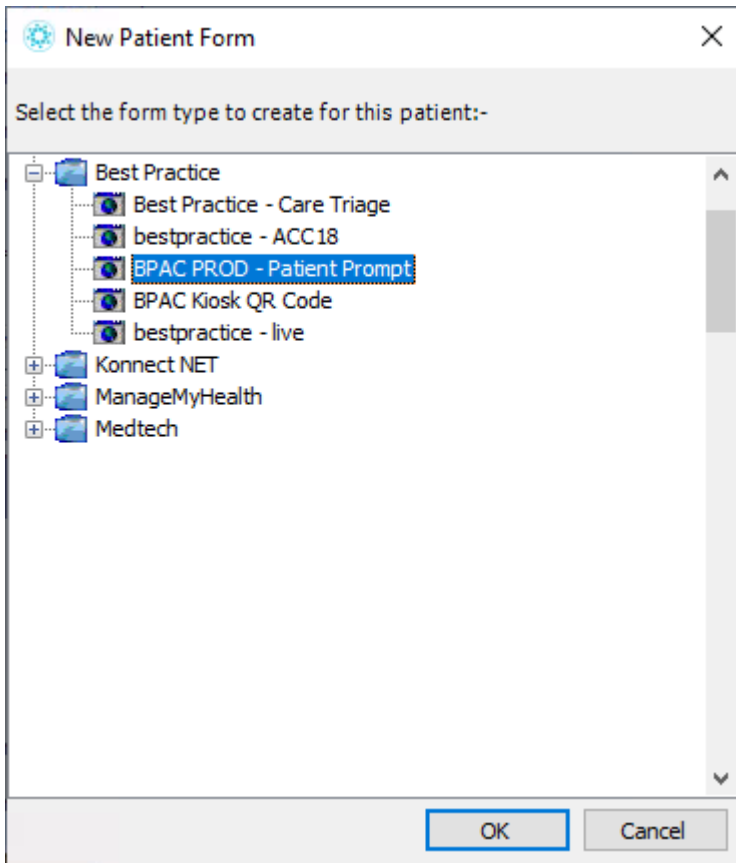 New Patient Form
Select the form type to create for this patient:-
Best Practice
Best Practice - Care Triage
bestpractice - ACC18
BPAC PROD - Patient Prompt
BPAC Kiosk QR Code
bestpractice - live
Konnect NET
ManageMyHealth
Medtech
OK Cancel